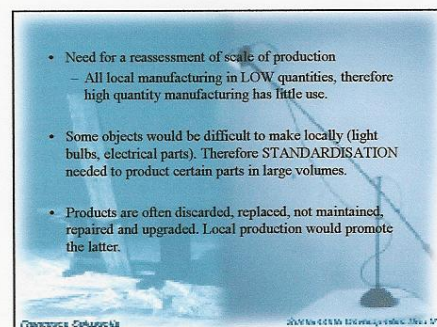 • Need for a reassessment of scale of production
– All local manufacturing in LOW quantities, therefore
high quantity manufacturing has little use.
• Some objects would be difficult to make locally (light
bulbs, electrical parts). Therefore STANDARDISATION
needed to product certain parts in large volumes.
• Products are often discarded, replaced, not maintained,
repaired and upgraded. Local production would promote
the latter.